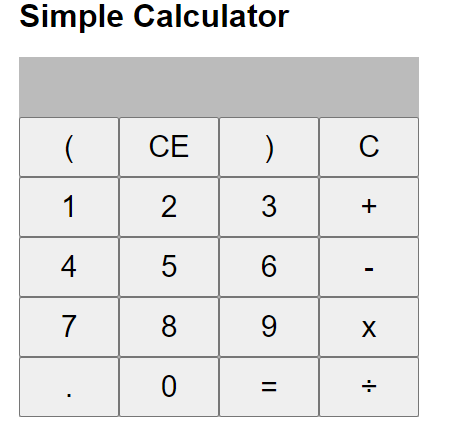 Simple Calculator
( CE ) C
1 2 3 +
4 5 6 -
7 8 9 x
. 0 = ÷